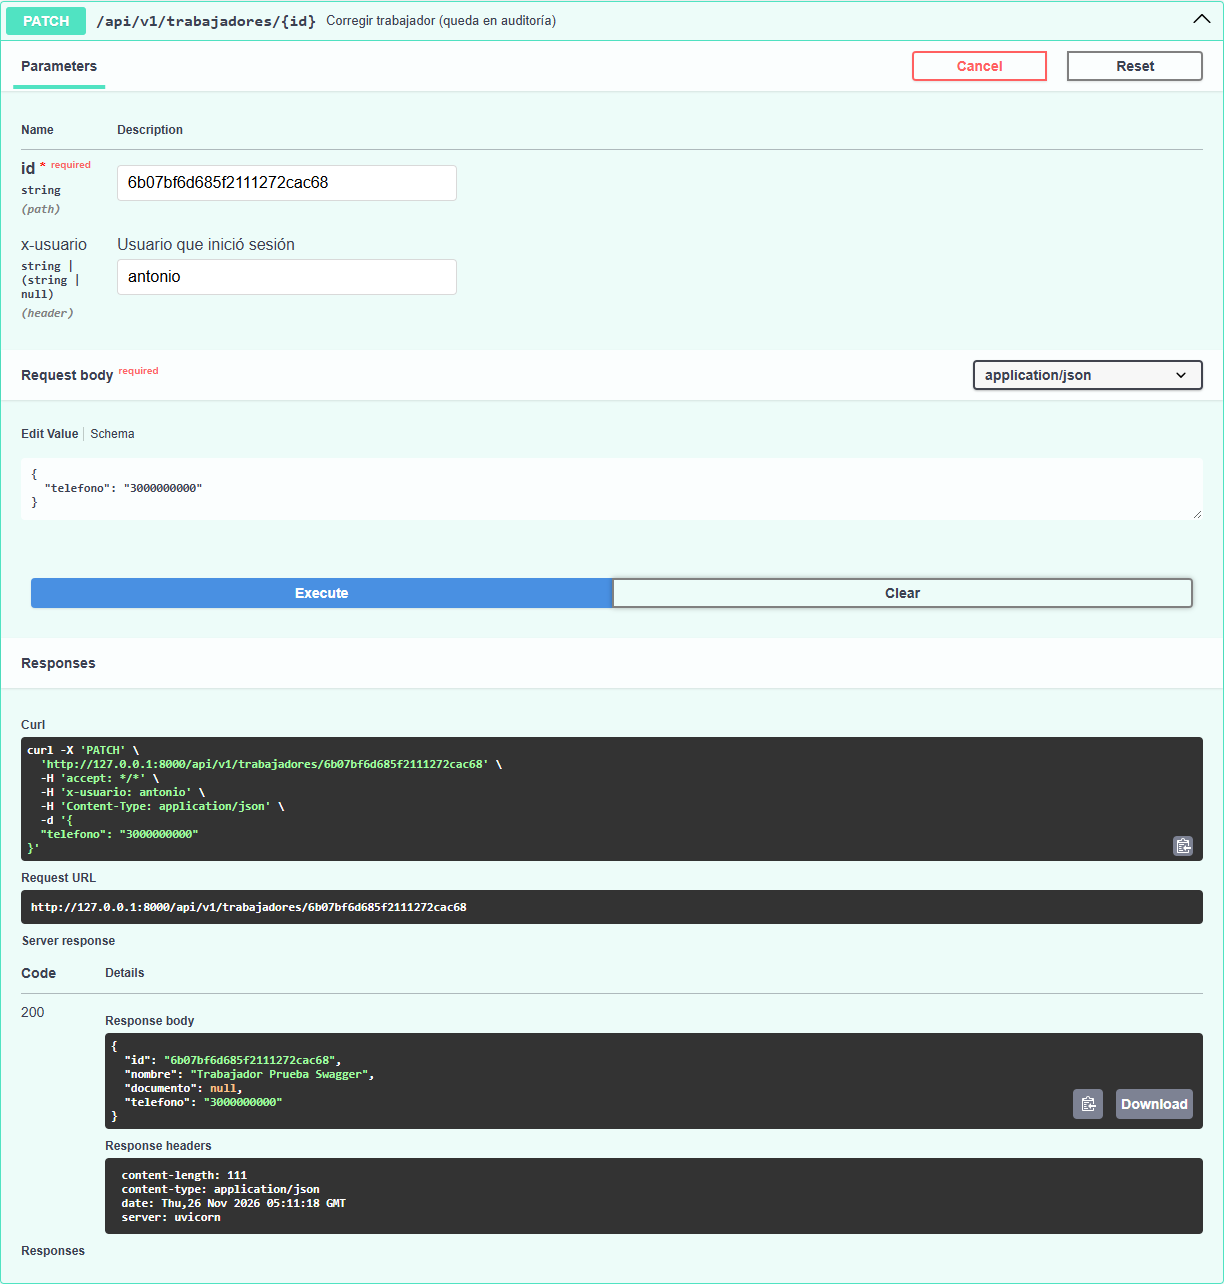 PATCH /api/v1/trabajadores/{id} Corregir trabajador (queda en auditoría)
Parameters
Cancel
Reset
Name Description
id * required
string
(path)
6b07bf6d685f2111272cac68
x-usuario
string |
(string |
null)
(header)
Usuario que inició sesión
antonio
Request body required
application/json
Edit Value | Schema
{
  "telefono": "3000000000"
}
Execute
Clear
Responses
Curl
curl -X 'PATCH' \
  'http://127.0.0.1:8000/api/v1/trabajadores/6b07bf6d685f2111272cac68' \
  -H 'accept: */*' \
  -H 'x-usuario: antonio' \
  -H 'Content-Type: application/json' \
  -d '{
  "telefono": "3000000000"
}'
Request URL
http://127.0.0.1:8000/api/v1/trabajadores/6b07bf6d685f2111272cac68
Server response
Code Details
200
Response body
{
  "id": "6b07bf6d685f2111272cac68",
  "nombre": "Trabajador Prueba Swagger",
  "documento": null,
  "telefono": "3000000000"
}
Download
Response headers
content-length: 111
content-type: application/json
date: Thu,26 Nov 2026 05:11:18 GMT
server: uvicorn
Responses